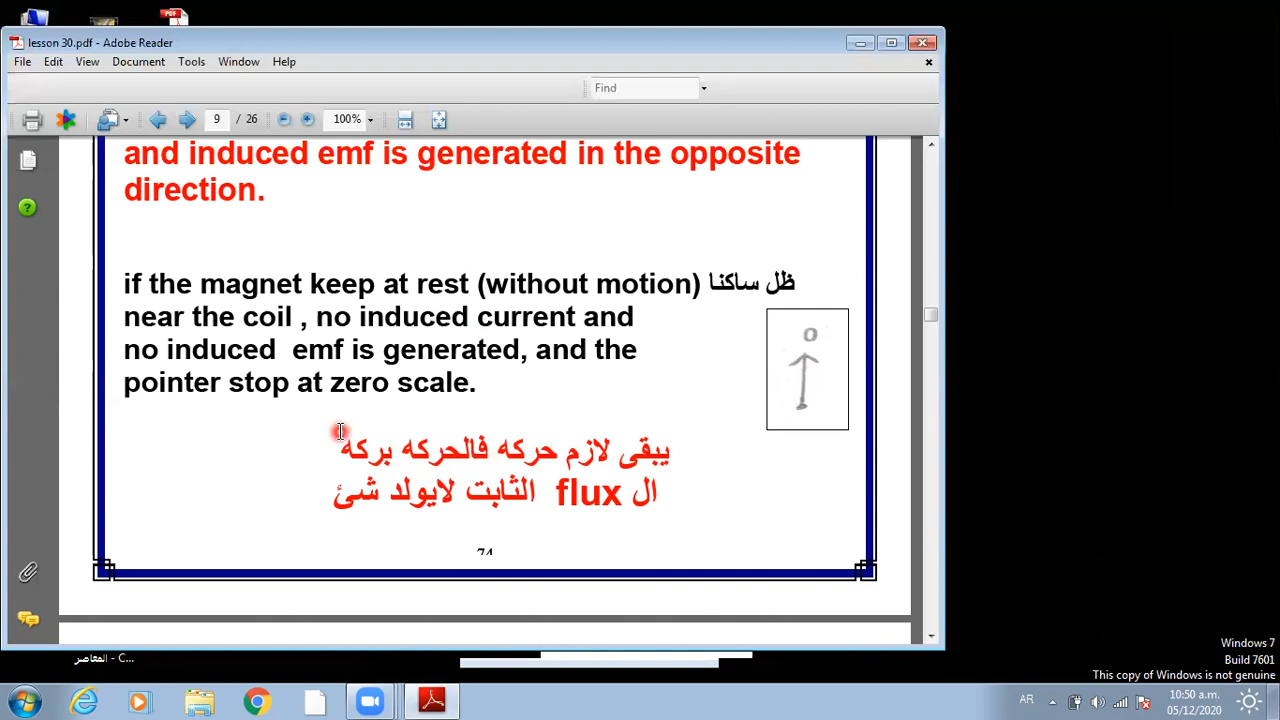 lesson 30.pdf - Adobe Reader
File Edit View Document Tools Window Help
Find
9 / 26 100%
and induced emf is generated in the opposite
direction.
if the magnet keep at rest (without motion) ظل ساكنا
near the coil , no induced current and
no induced emf is generated, and the
pointer stop at zero scale.
0
يبقى لازم حركه فالحركه بركه
ال flux الثابت لايولد شئ
74
المعاصر - C...
Windows 7
Build 7601
This copy of Windows is not genuine
AR
10:50 a.m.
05/12/2020